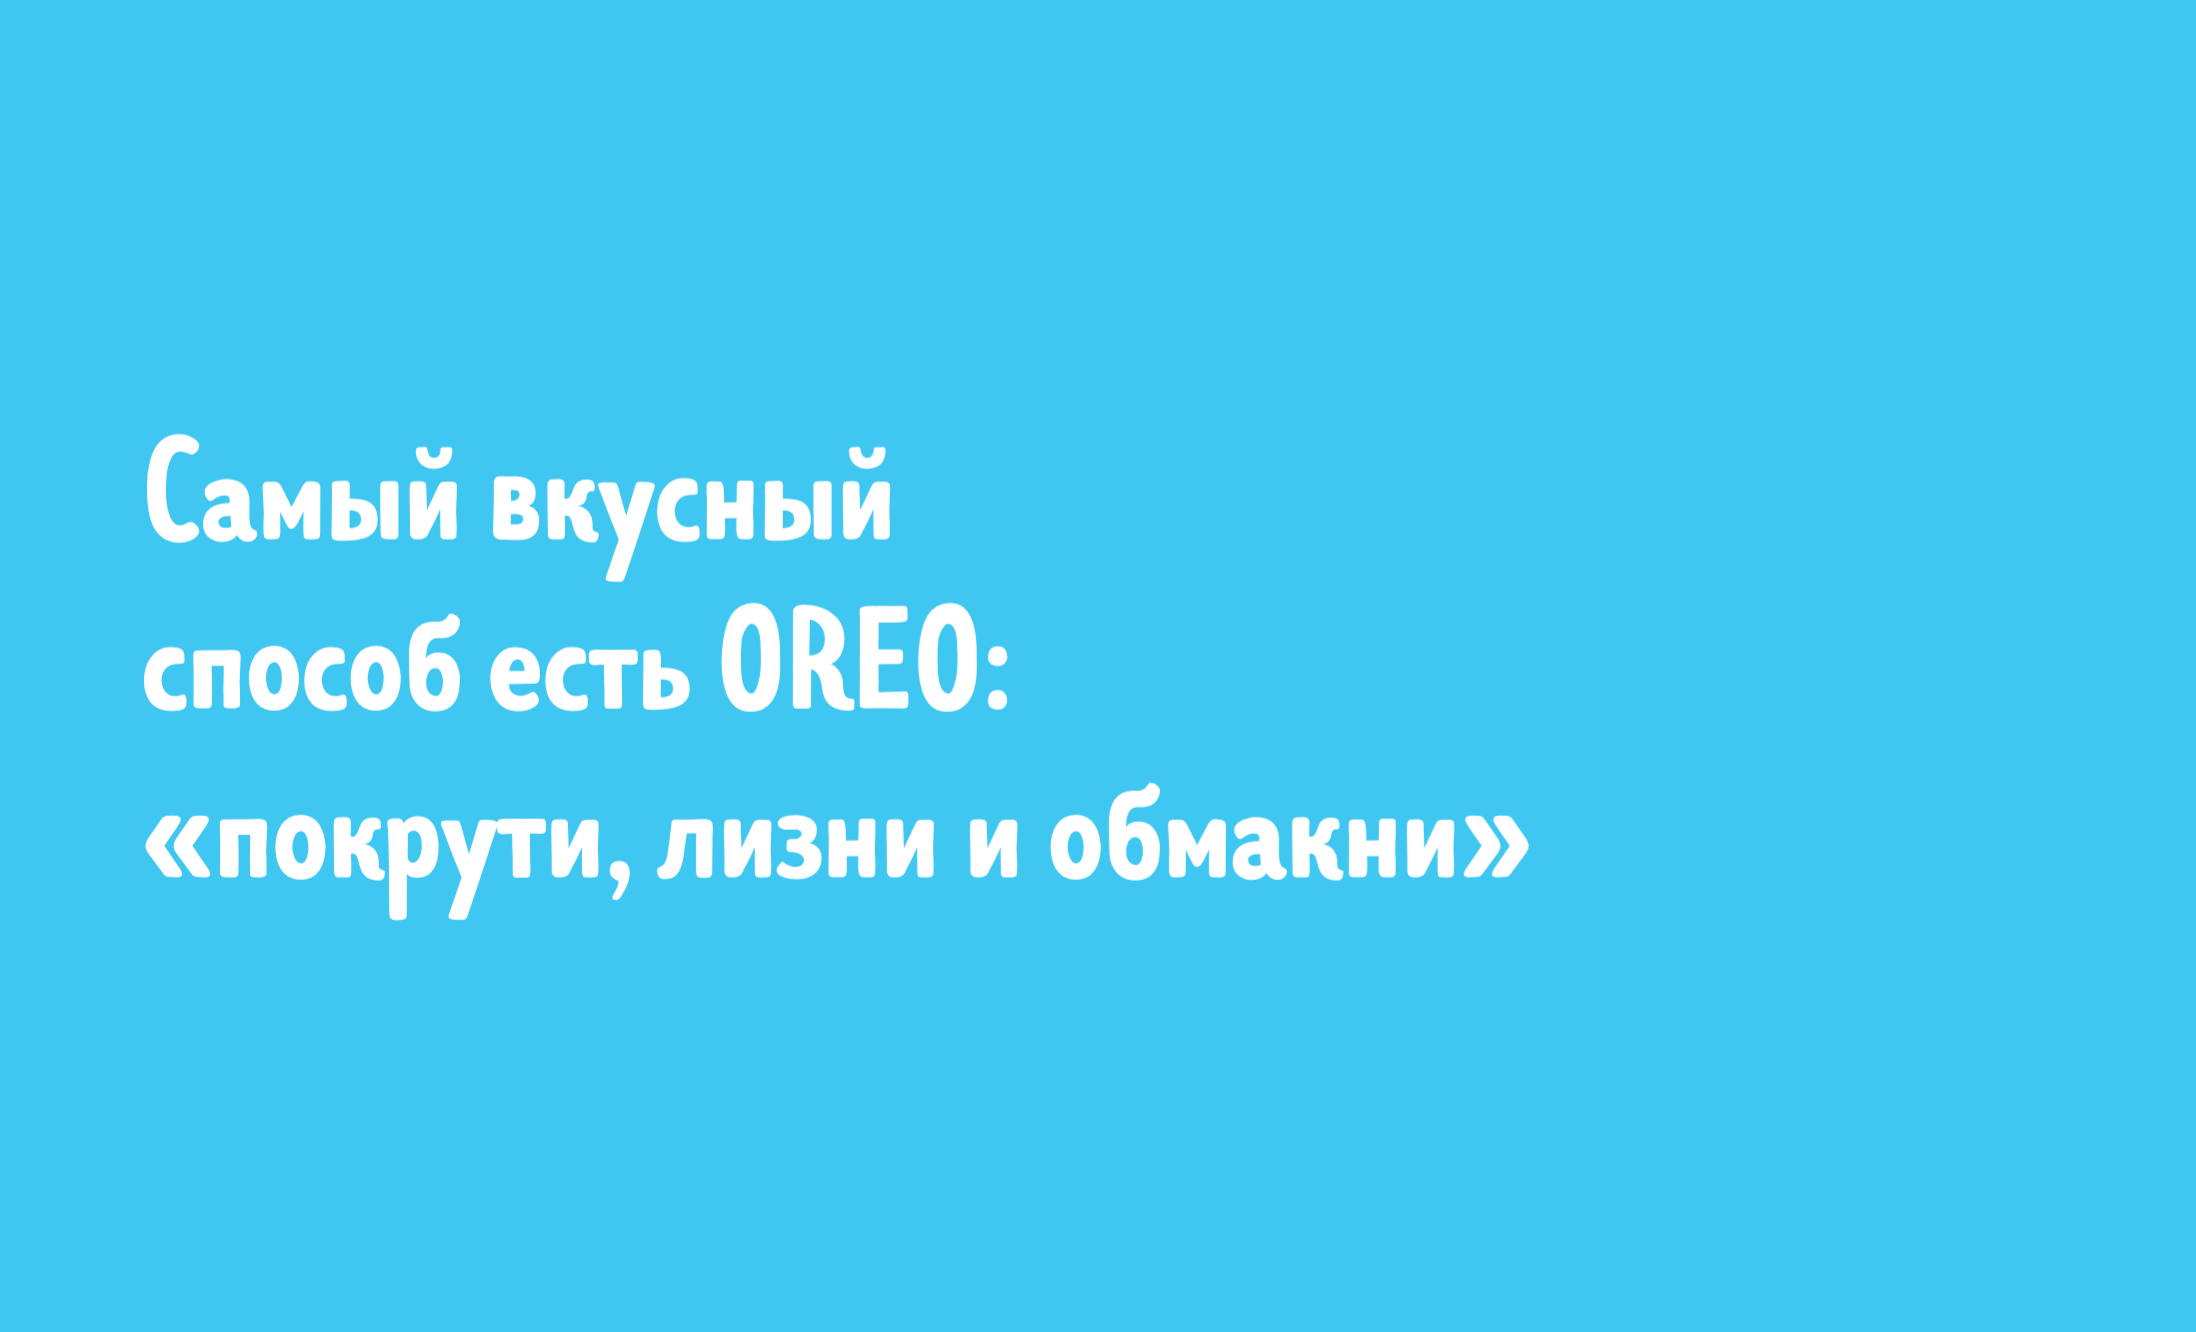 Самый вкусный
способ есть OREO:
«покрути, лизни и обмакни»